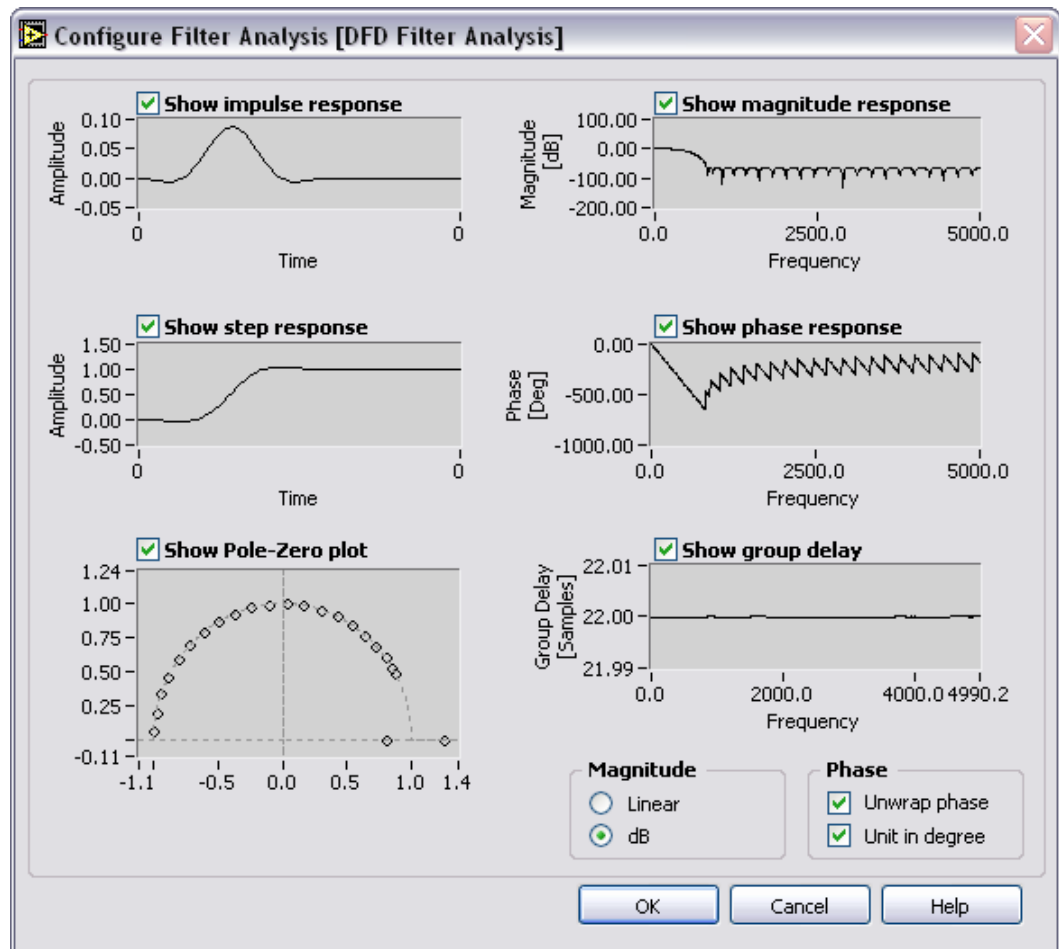 Configure Filter Analysis [DFD Filter Analysis]
Show impulse response
Amplitude
0.10
0.05
0.00
-0.05
0
0
Time
Show magnitude response
Magnitude
[dB]
100.00
0.00
-100.00
-200.00
0.0
2500.0
5000.0
Frequency
Show step response
Amplitude
1.50
1.00
0.50
0.00
-0.50
0
0
Time
Show phase response
Phase
[Deg]
0.00
-500.00
-1000.00
0.0
2500.0
5000.0
Frequency
Show Pole-Zero plot
1.24
1.00
0.75
0.50
0.25
-0.11
-1.1
-0.5
0.0
0.5
1.0
1.4
Show group delay
Group Delay
[Samples]
22.01
22.00
21.99
0.0
2000.0
4000.0
4990.2
Frequency
Magnitude
Linear
dB
Phase
Unwrap phase
Unit in degree
OK
Cancel
Help